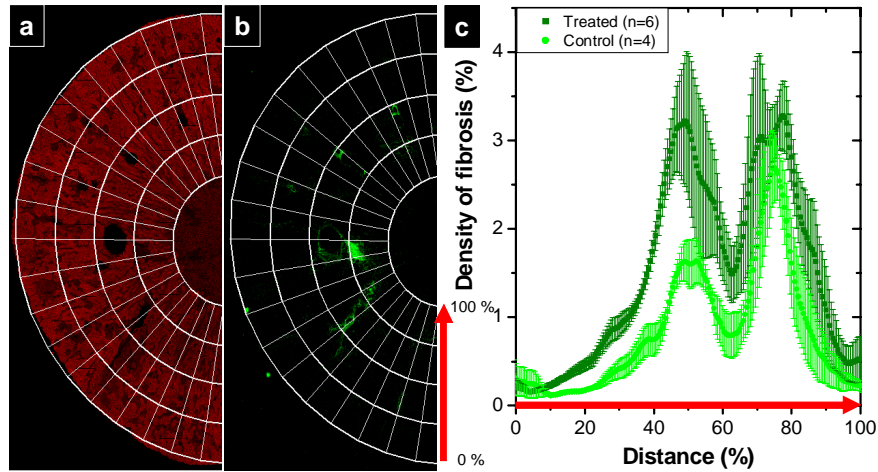 a
b
c
Treated (n=6)
Control (n=4)
Density of fibrosis (%)
4
3
2
1
0
100 %
0 %
0 20 40 60 80 100
Distance (%)